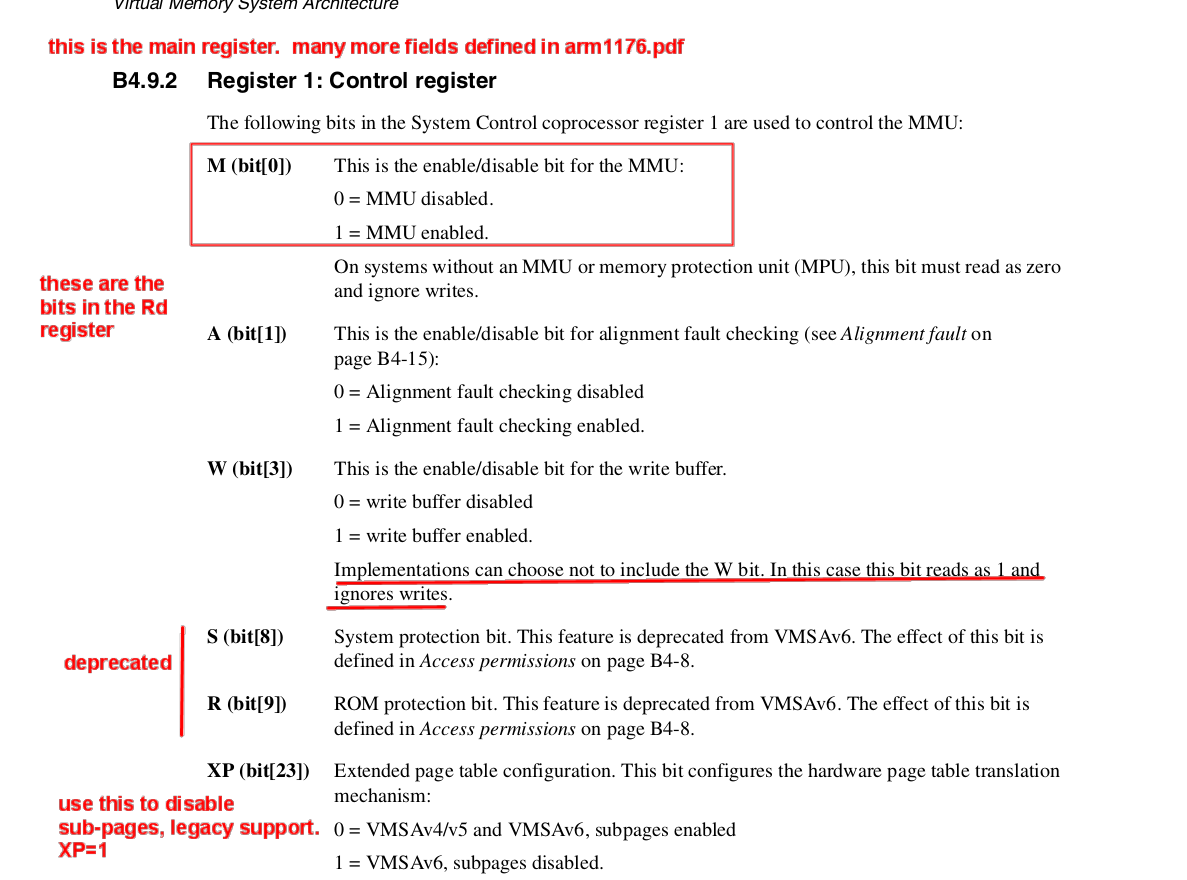 Virtual Memory System Architecture
this is the main register. many more fields defined in arm1176.pdf
B4.9.2 Register 1: Control register
The following bits in the System Control coprocessor register 1 are used to control the MMU:
M (bit[0]) This is the enable/disable bit for the MMU:
0 = MMU disabled.
1 = MMU enabled.
On systems without an MMU or memory protection unit (MPU), this bit must read as zero
and ignore writes.
these are the
bits in the Rd
register
A (bit[1]) This is the enable/disable bit for alignment fault checking (see Alignment fault on
page B4-15):
0 = Alignment fault checking disabled
1 = Alignment fault checking enabled.
W (bit[3]) This is the enable/disable bit for the write buffer.
0 = write buffer disabled
1 = write buffer enabled.
Implementations can choose not to include the W bit. In this case this bit reads as 1 and
ignores writes.
deprecated
S (bit[8]) System protection bit. This feature is deprecated from VMSAv6. The effect of this bit is
defined in Access permissions on page B4-8.
R (bit[9]) ROM protection bit. This feature is deprecated from VMSAv6. The effect of this bit is
defined in Access permissions on page B4-8.
XP (bit[23]) Extended page table configuration. This bit configures the hardware page table translation
mechanism:
use this to disable
sub-pages, legacy support.
XP=1
0 = VMSAv4/v5 and VMSAv6, subpages enabled
1 = VMSAv6, subpages disabled.